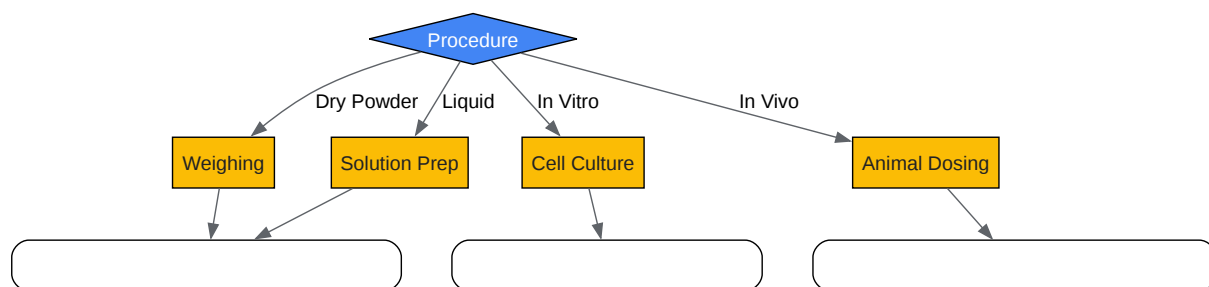 Procedure
Dry Powder
Liquid
In Vitro
In Vivo
Weighing
Solution Prep
Cell Culture
Animal Dosing